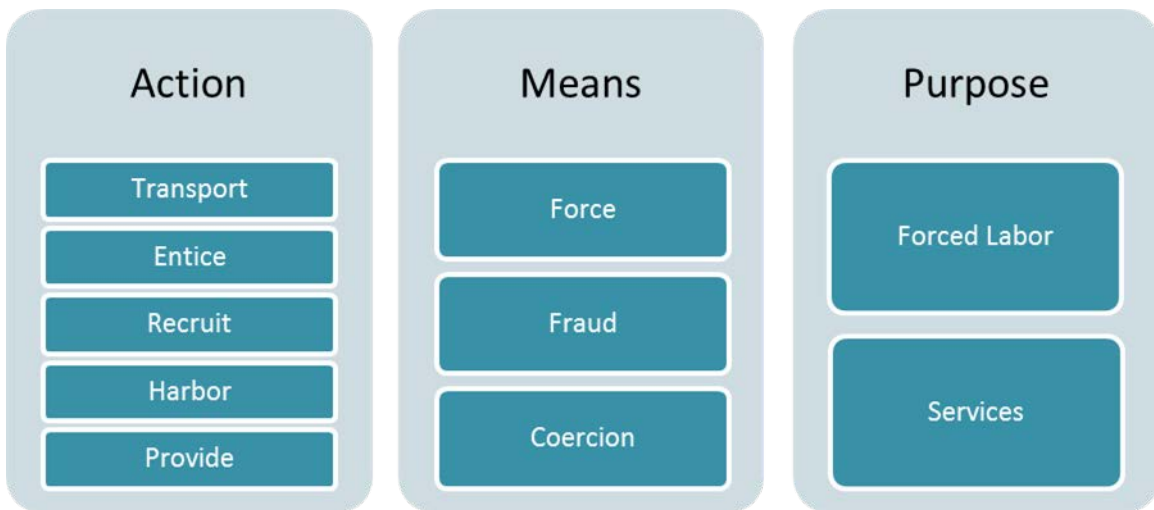 Action
Transport
Entice
Recruit
Harbor
Provide
Means
Force
Fraud
Coercion
Purpose
Forced Labor
Services